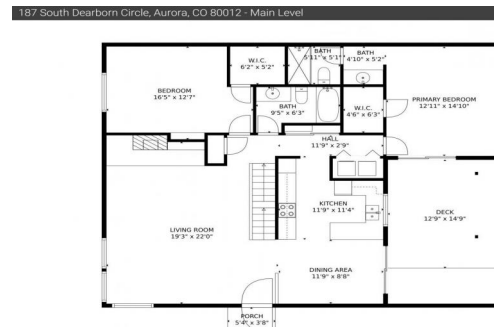 187 South Dearborn Circle, Aurora, CO 80012 - Main Level
BATH
5'11" x 5'1"
BATH
4'10" x 5'2"
W.I.C.
6'2" x 5'2"
BEDROOM
16'5" x 12'7"
BATH
9'5" x 6'3"
W.I.C.
4'6" x 6'3"
PRIMARY BEDROOM
12'11" x 14'10"
HALL
11'9" x 2'9"
KITCHEN
11'9" x 11'4"
DECK
12'9" x 14'9"
LIVING ROOM
19'3" x 22'0"
DINING AREA
11'9" x 8'8"
PORCH
5'4" x 3'8"